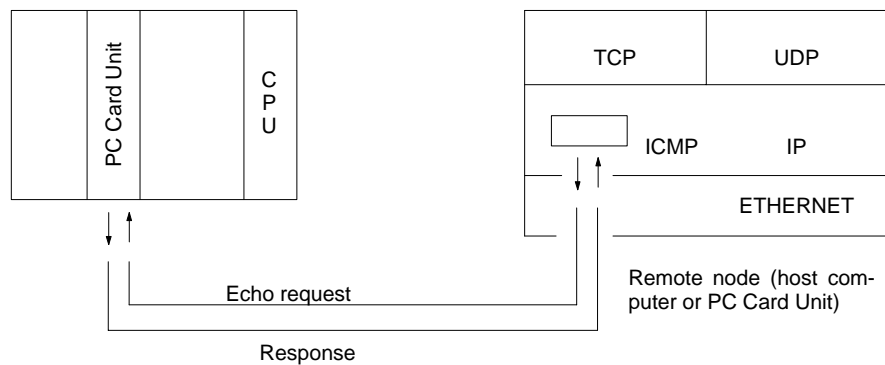 PC Card Unit
CPU
TCP
UDP
ICMP
IP
ETHERNET
Echo request
Response
Remote node (host com-
puter or PC Card Unit)